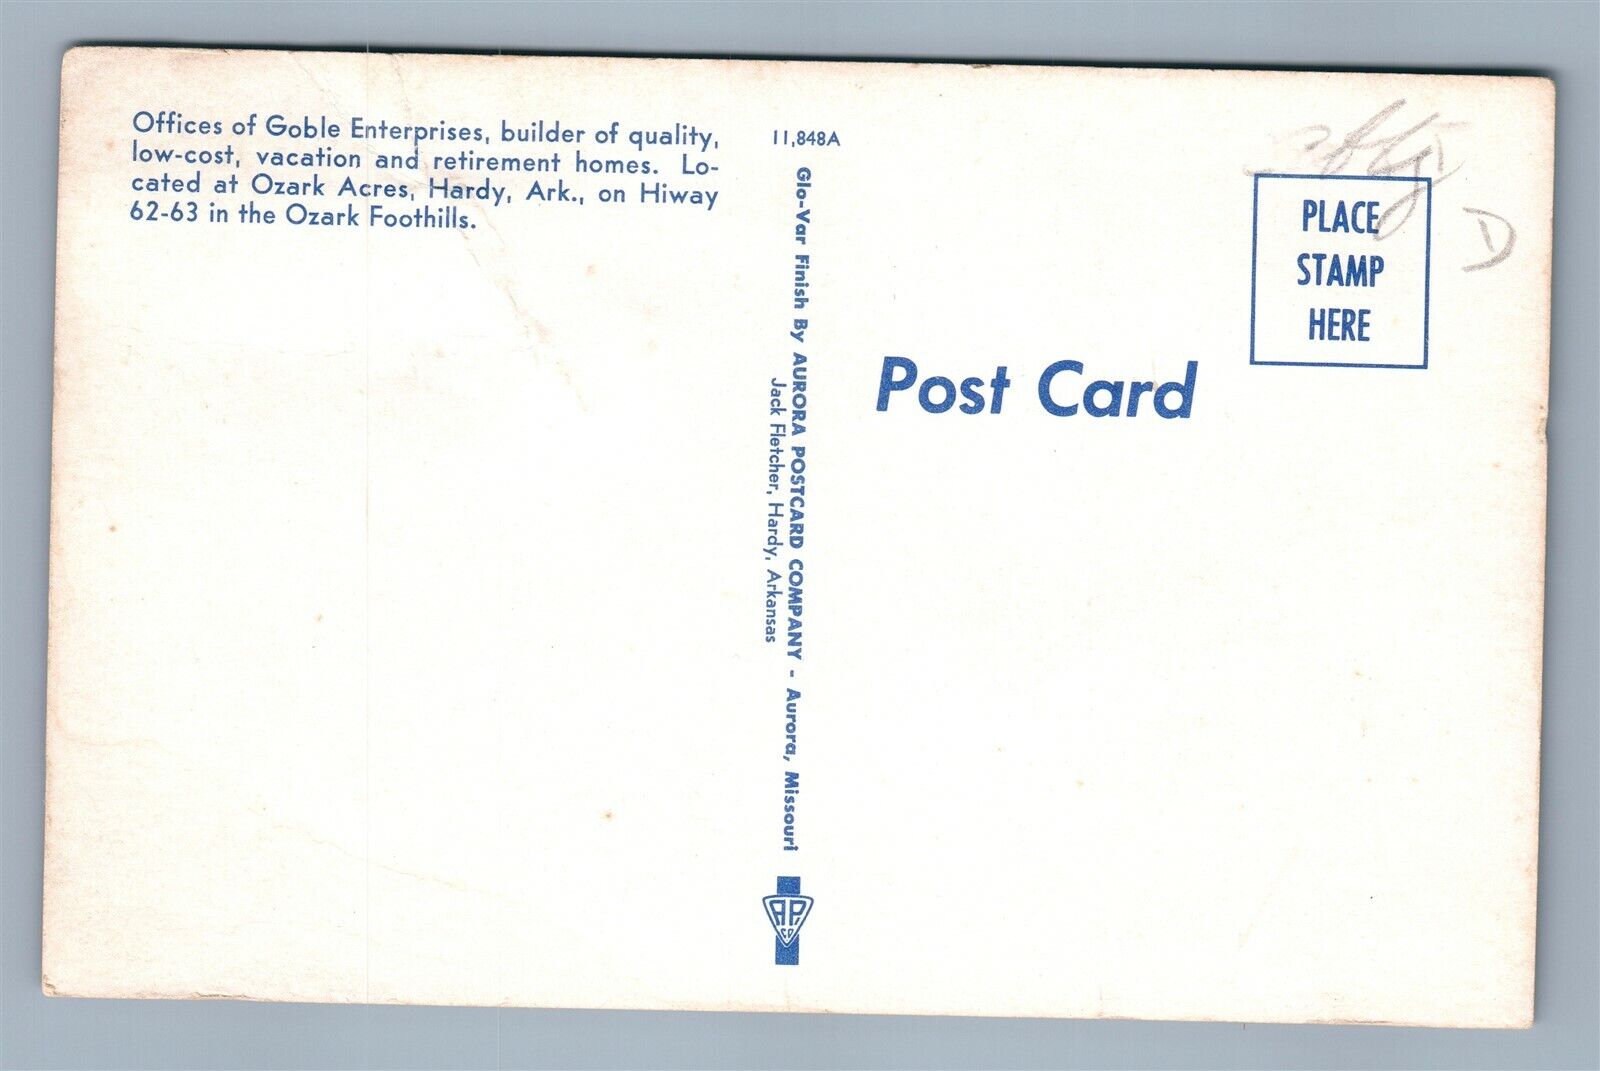 Offices of Goble Enterprises, builder of quality,
low-cost, vacation and retirement homes. Lo-
cated at Ozark Acres, Hardy, Ark., on Hiway
62-63 in the Ozark Foothills.
11,848A
Glo-Var Finish By AURORA POSTCARD COMPANY - Aurora, Missouri
Jack Fletcher, Hardy, Arkansas
APCO
Post Card
PLACE
STAMP
HERE
D